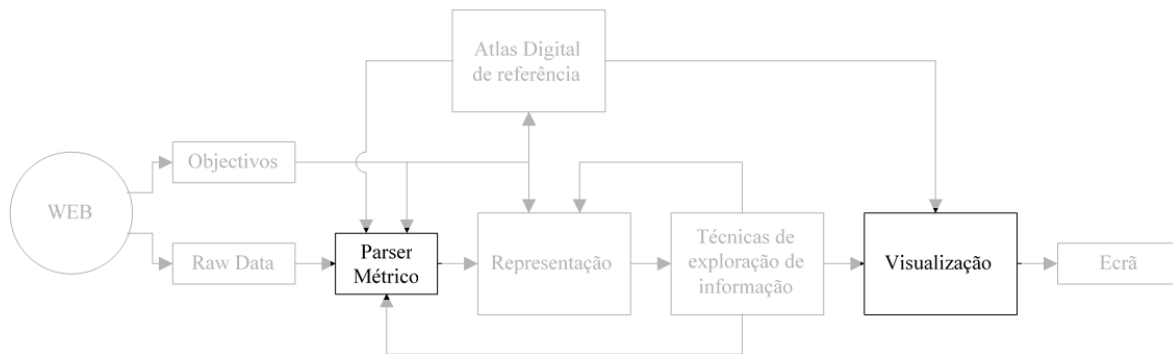 Atlas Digital
de referência
Objectivos
WEB
Raw Data
Parser
Métrico
Representação
Técnicas de
exploração de
informação
Visualização
Ecrã